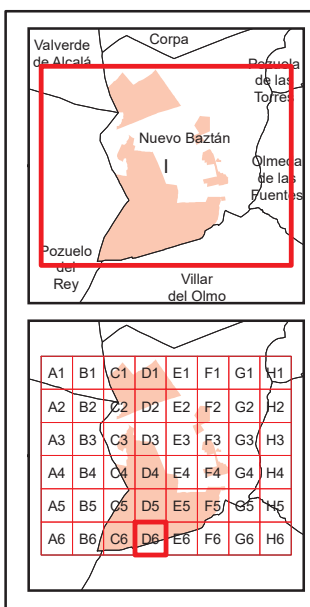 Corpa
Valverde
de Alcalá
Pozuela
de las
Torres
Nuevo Baztán
I
Olmeda
de las
Fuentes
Pozuelo
del
Rey
Villar
del Olmo
A1 B1 C1 D1 E1 F1 G1 H1
A2 B2 C2 D2 E2 F2 G2 H2
A3 B3 C3 D3 E3 F3 G3 H3
A4 B4 C4 D4 E4 F4 G4 H4
A5 B5 C5 D5 E5 F5 G5 H5
A6 B6 C6 D6 E6 F6 G6 H6